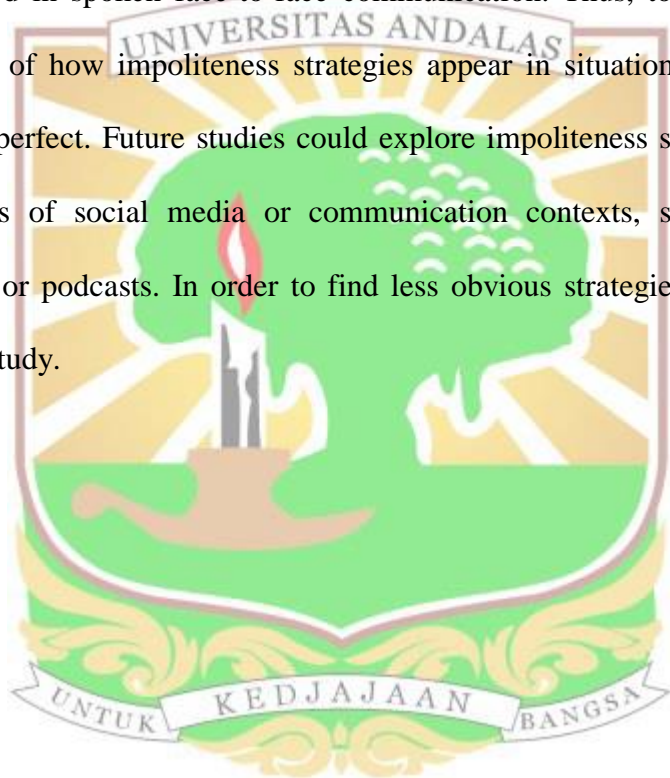 d in spoken face-to-face communication. Thus, to
UNIVERSITAS ANDALAS
of how impoliteness strategies appear in situation
perfect. Future studies could explore impoliteness s
s of social media or communication contexts, s
or podcasts. In order to find less obvious strategie
tudy.
UNTUK KEDJAJAAN BANGSA